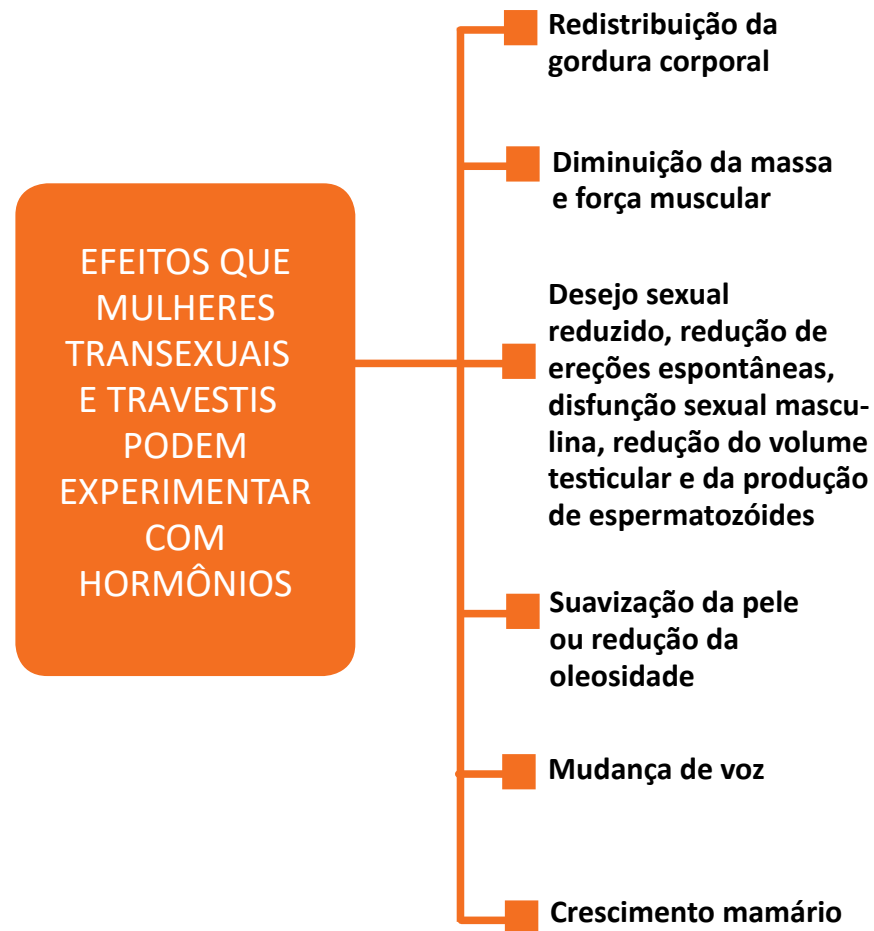 EFEITOS QUE
MULHERES
TRANSEXUAIS
E TRAVESTIS
PODEM
EXPERIMENTAR
COM
HORMÔNIOS
Redistribuição da
gordura corporal
Diminuição da massa
e força muscular
Desejo sexual
reduzido, redução de
ereções espontâneas,
disfunção sexual mascu-
lina, redução do volume
testicular e da produção
de espermatozóides
Suavização da pele
ou redução da
oleosidade
Mudança de voz
Crescimento mamário